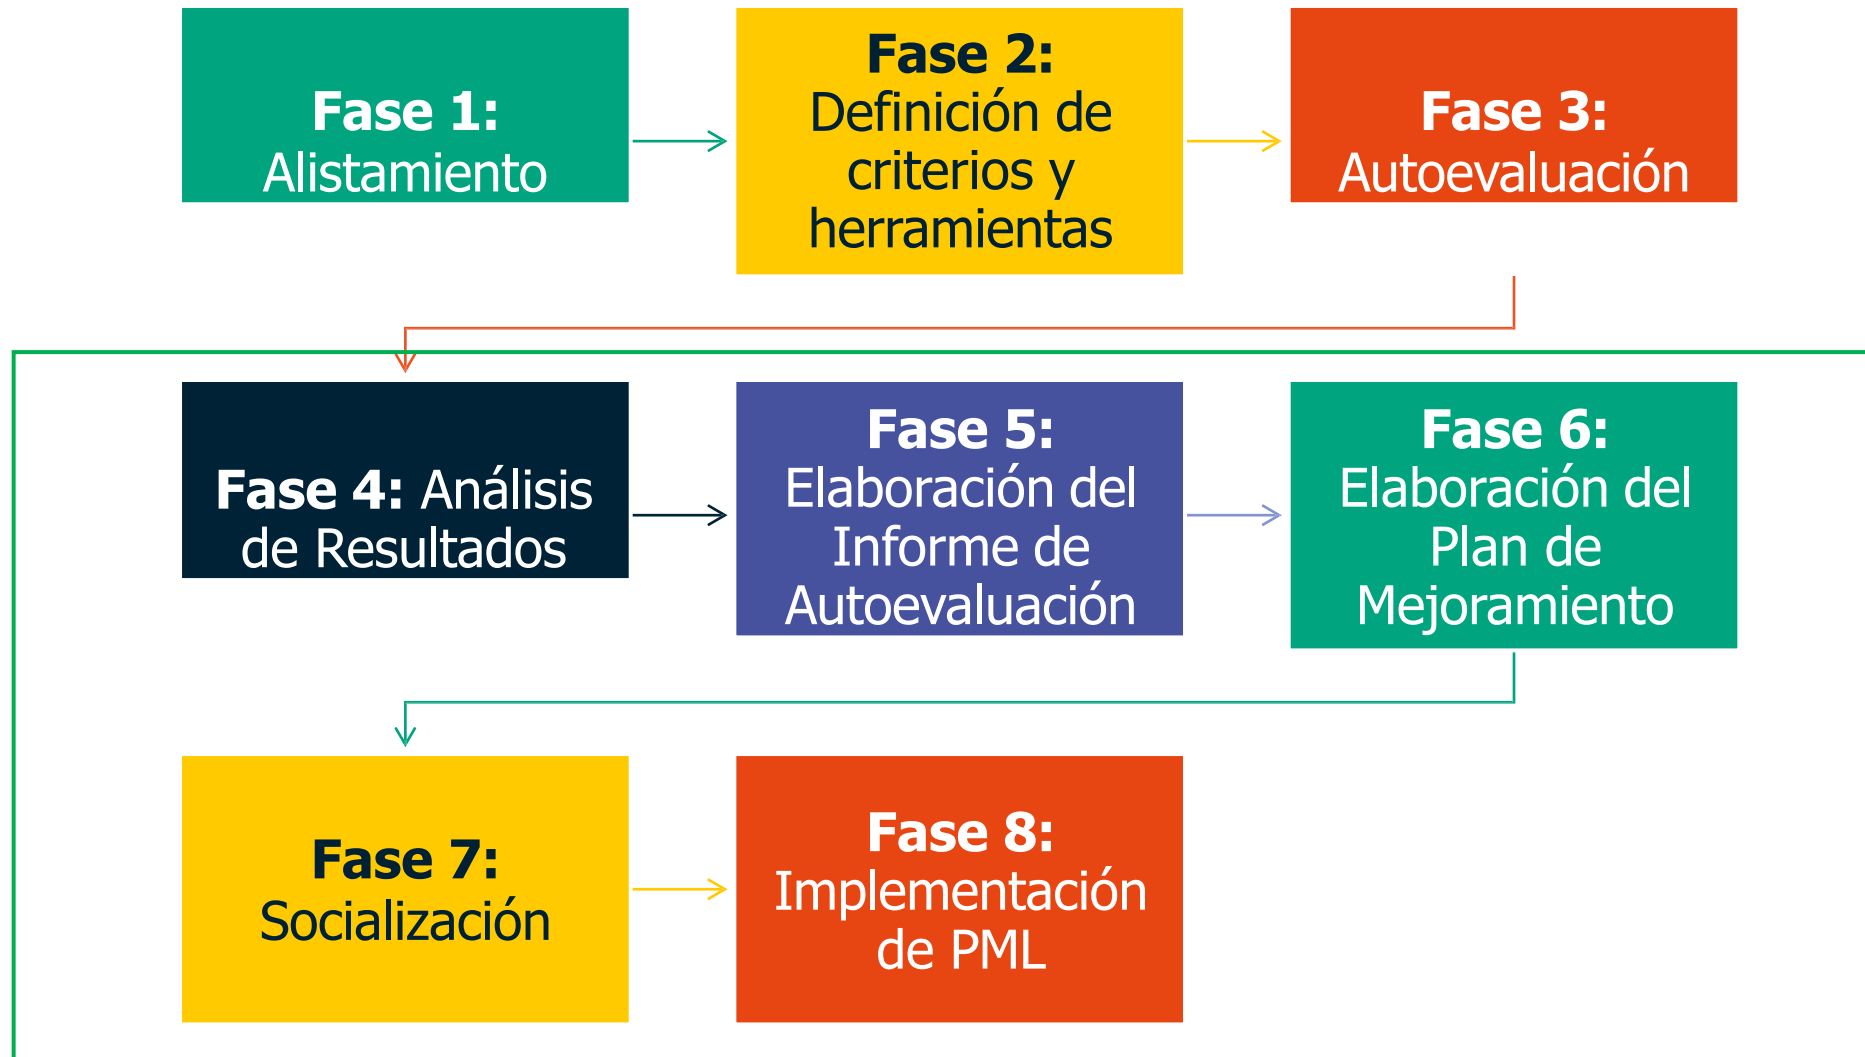 Fase 1:
Alistamiento
Fase 2:
Definición de
criterios y
herramientas
Fase 3:
Autoevaluación
Fase 4: Análisis
de Resultados
Fase 5:
Elaboración del
Informe de
Autoevaluación
Fase 6:
Elaboración del
Plan de
Mejoramiento
Fase 7:
Socialización
Fase 8:
Implementación
de PML